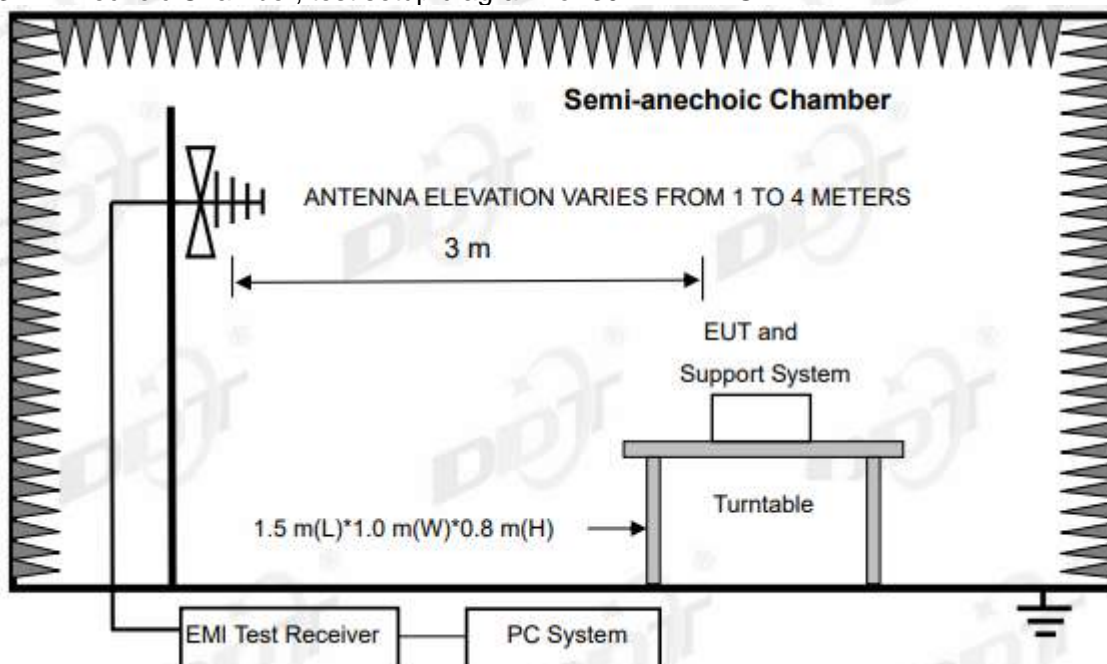 Semi-anechoic Chamber
ANTENNA ELEVATION VARIES FROM 1 TO 4 METERS
3 m
EUT and
Support System
Turntable
1.5 m(L)*1.0 m(W)*0.8 m(H)
EMI Test Receiver
PC System
DDT
®